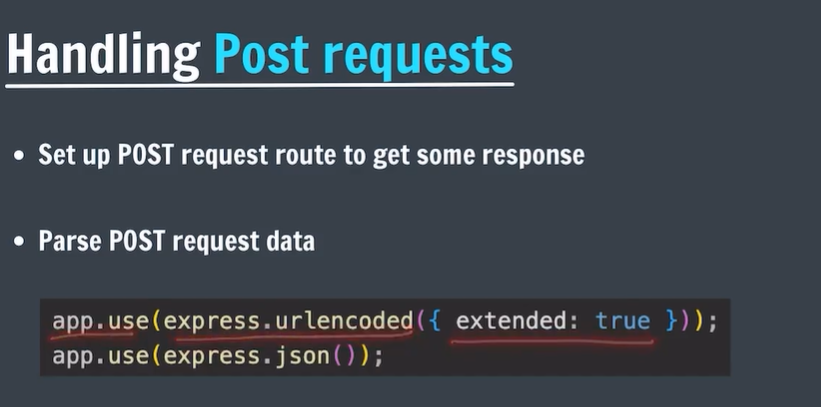 Handling Post requests
• Set up POST request route to get some response
• Parse POST request data
app.use(express.urlencoded({ extended: true }));
app.use(express.json());